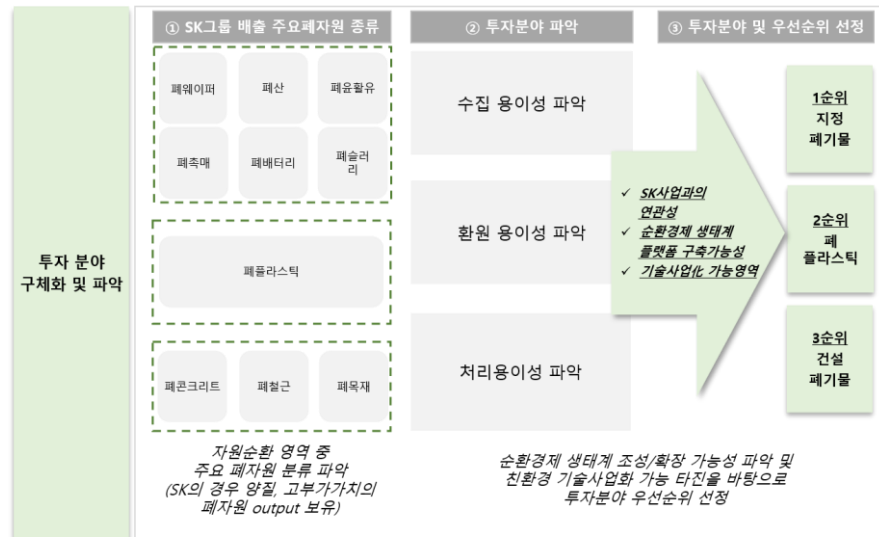 ① SK그룹 배출 주요폐자원 종류
② 투자분야 파악
③ 투자분야 및 우선순위 선정
투자 분야
구체화 및 파악
폐웨이퍼
폐산
폐윤활유
폐촉매
폐배터리
폐슬러
리
폐플라스틱
폐콘크리트
폐철근
폐목재
자원순환 영역 중
주요 폐자원 분류 파악
(SK의 경우 양질, 고부가가치의
폐자원 output 보유)
수집 용이성 파악
환원 용이성 파악
처리용이성 파악
✓ SK사업과의
연관성
✓ 순환경제 생태계
플랫폼 구축가능성
✓ 기술사업化 가능영역
1순위
지정
폐기물
2순위
폐
플라스틱
3순위
건설
폐기물
순환경제 생태계 조성/확장 가능성 파악 및
친환경 기술사업화 가능 타진을 바탕으로
투자분야 우선순위 선정